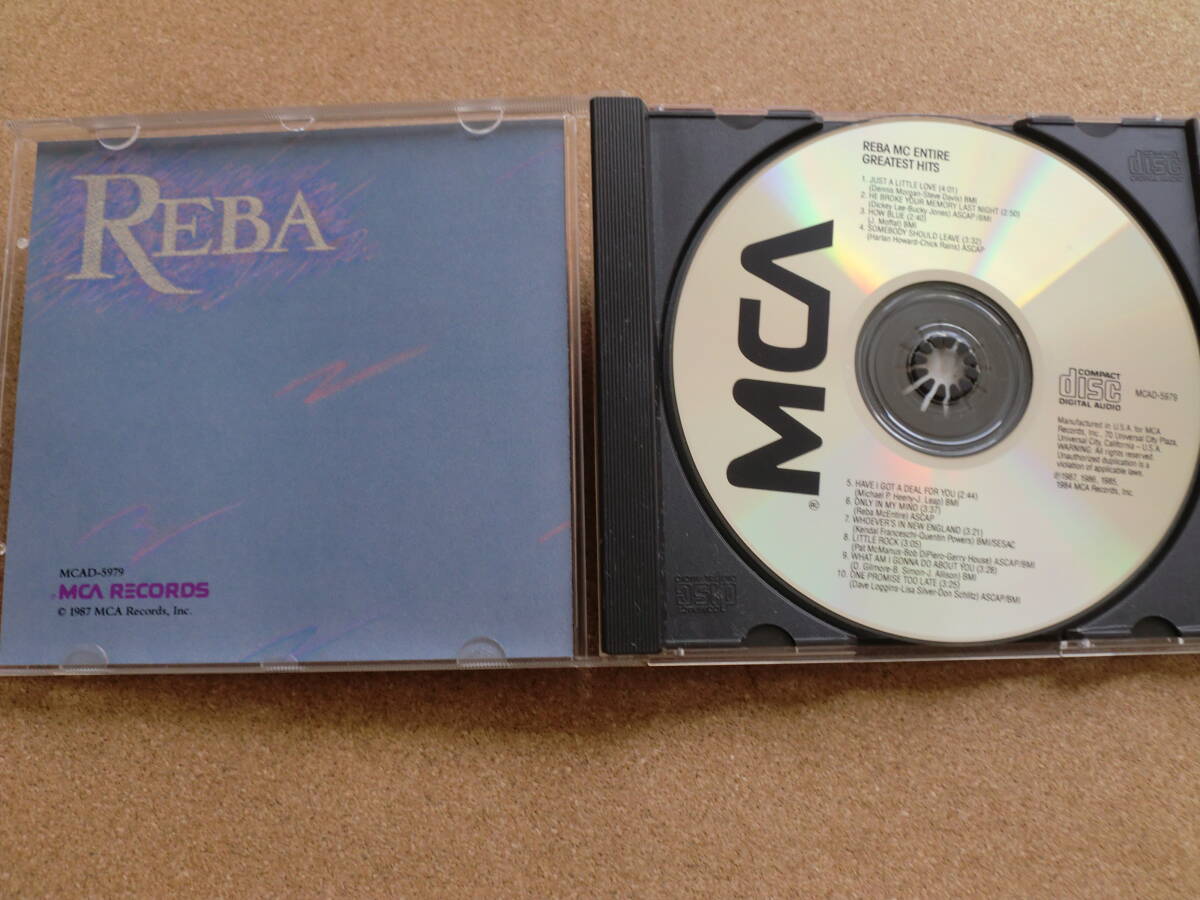 REBA
MCAD-5979
MCA RECORDS
© 1987 MCA Records, Inc.
REBA MC ENTIRE
GREATEST HITS
1. JUST A LITTLE LOVE (4:01)
(Dennis Morgan-Steve Davis) BMI
2. HE BROKE YOUR MEMORY LAST NIGHT (2:50)
(Dickey Lee-Bucky Jones) ASCAP/BMI
3. HOW BLUE (2:40)
(J. Moffat) BMI
4. SOMEBODY SHOULD LEAVE (3:32)
(Harlan Howard-Chick Rains) ASCAP
MCA
®
COMPACT
disc
DIGITAL AUDIO
MCAD-5979
Manufactured in U.S.A. for MCA
Records, Inc., 70 Universal City Plaza,
Universal City, California – U.S.A.
WARNING: All rights reserved.
Unauthorized duplication is a
violation of applicable laws.
℗1987, 1986, 1985,
1984 MCA Records, Inc.
5. HAVE I GOT A DEAL FOR YOU (2:44)
(Michael P. Heeny-J. Leap) BMI
6. ONLY IN MY MIND (3:37)
(Reba McEntire) ASCAP
7. WHOEVER'S IN NEW ENGLAND (3:21)
(Kendal Franceschi-Quentin Powers) BMI/SESAC
8. LITTLE ROCK (3:05)
(Pat McManus-Bob DiPiero-Gerry House) ASCAP/BMI
9. WHAT AM I GONNA DO ABOUT YOU (3:28)
(D. Gilmore-B. Simon-J. Allison) BMI
10. ONE PROMISE TOO LATE (3:25)
(Dave Loggins-Lisa Silver-Don Schlitz) ASCAP/BMI
disc